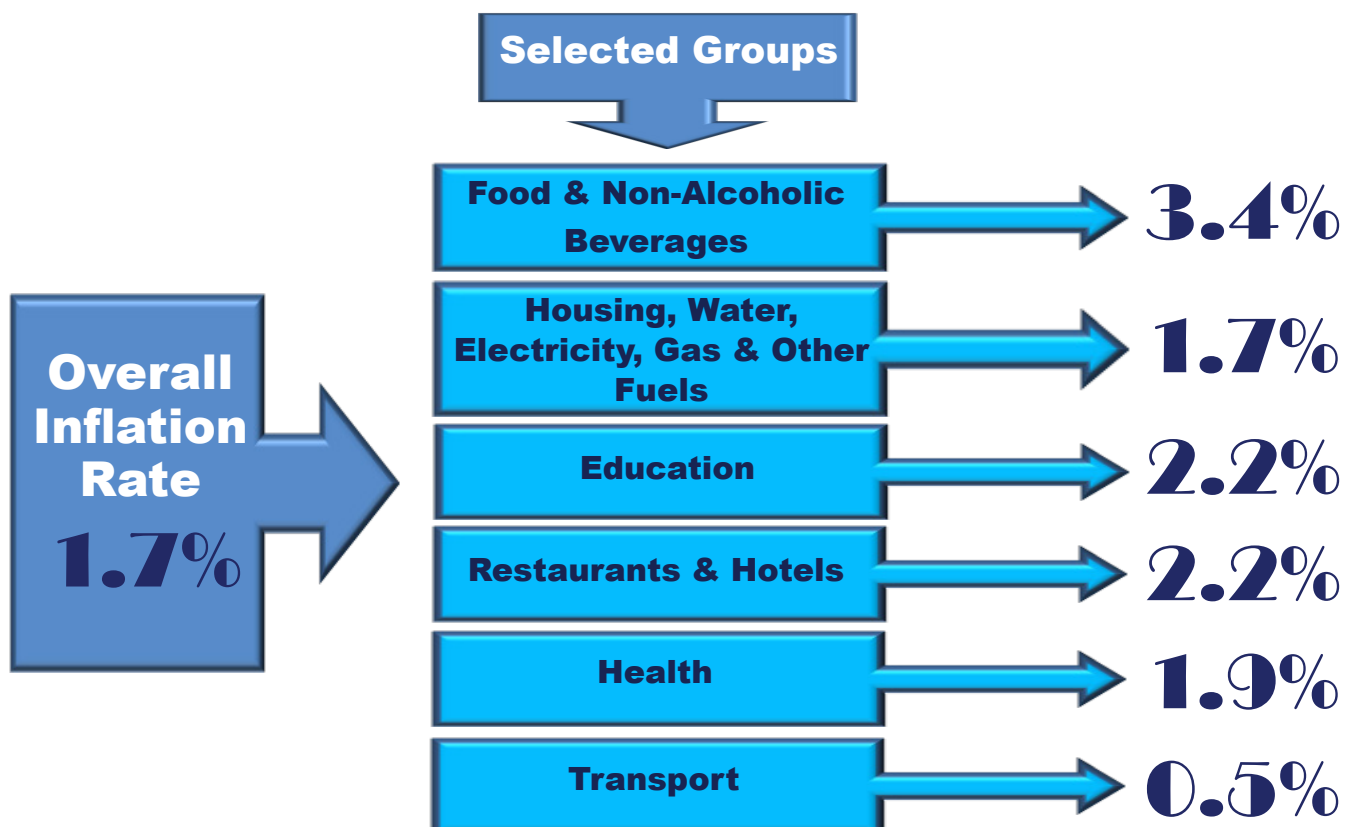 Selected Groups
Food & Non-Alcoholic
Beverages
3.4%
Housing, Water,
Electricity, Gas & Other
Fuels
1.7%
Overall
Inflation
Rate
1.7%
Education
2.2%
Restaurants & Hotels
2.2%
Health
1.9%
Transport
0.5%